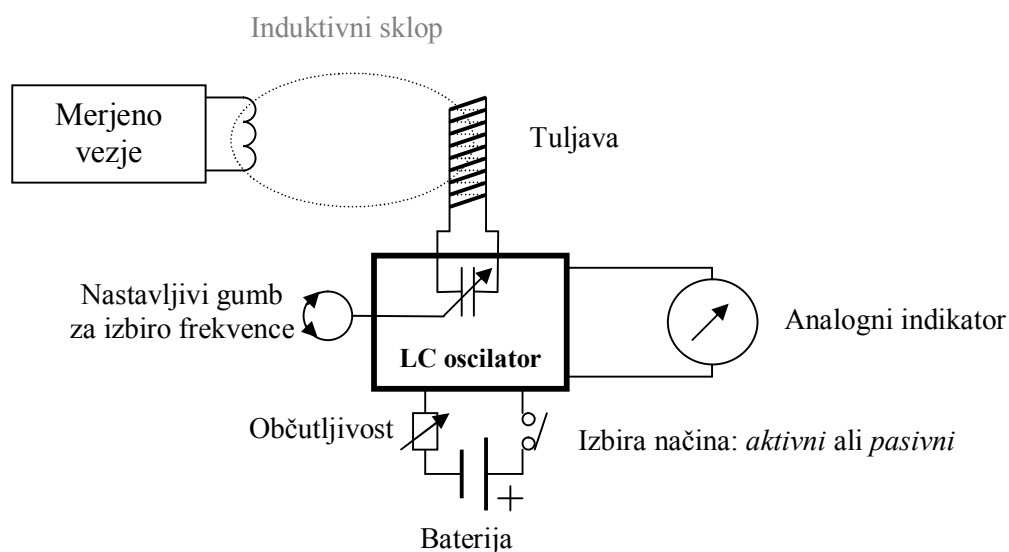 Induktivni sklop
Merjeno
vezje
Tuljava
Nastavljivi gumb
za izbiro frekvence
LC oscilator
Analogni indikator
Občutljivost
Izbira načina: aktivni ali pasivni
Baterija